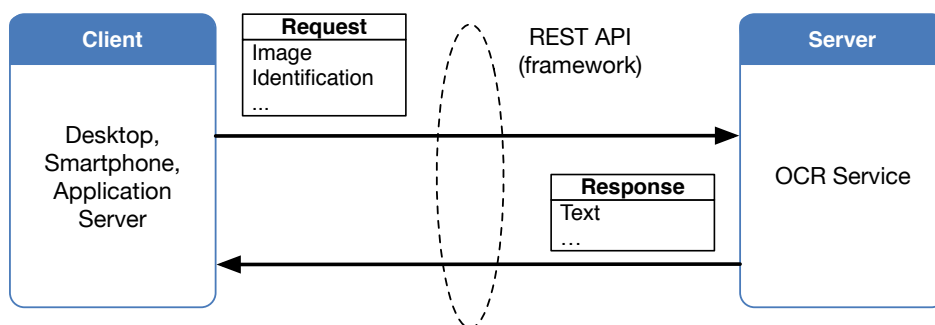 Client
Desktop,
Smartphone,
Application
Server
Request
Image
Identification
...
REST API
(framework)
Response
Text
...
Server
OCR Service